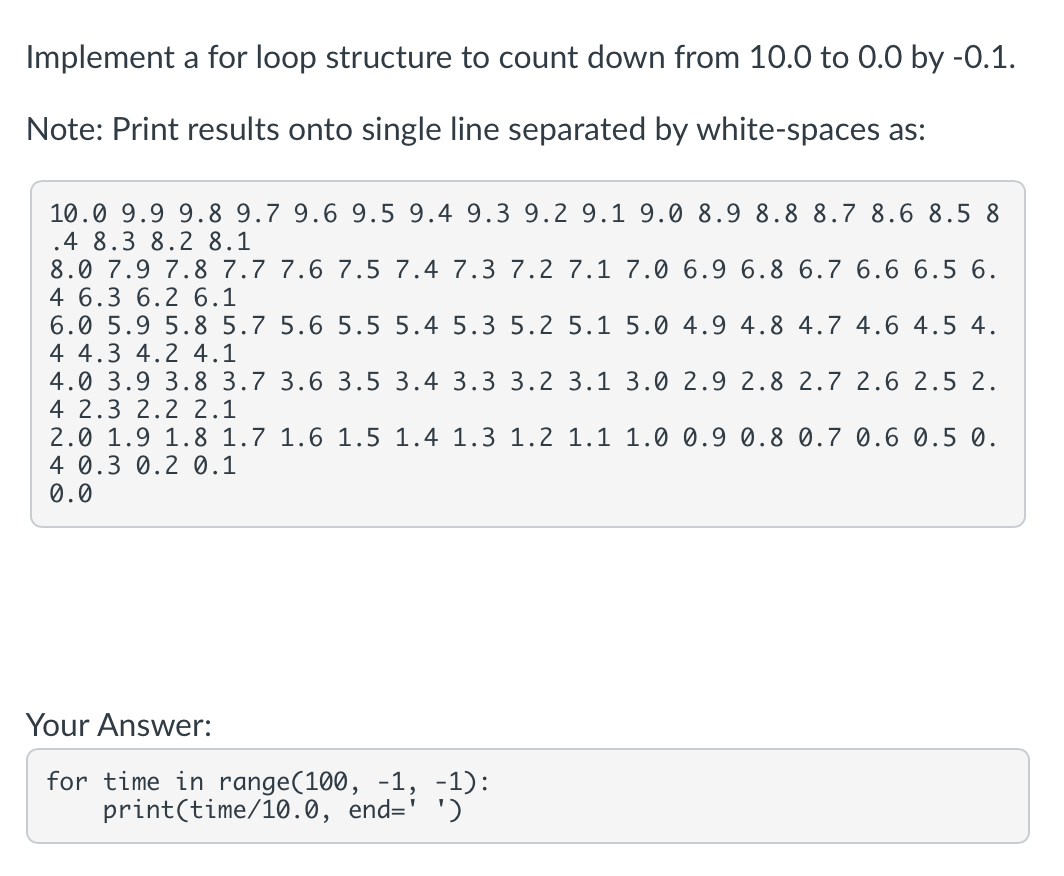 Implement a for loop structure to count down from 10.0 to 0.0 by -0.1.
Note: Print results onto single line separated by white-spaces as:
10.0 9.9 9.8 9.7 9.6 9.5 9.4 9.3 9.2 9.1 9.0 8.9 8.8 8.7 8.6 8.5 8
.4 8.3 8.2 8.1
8.0 7.9 7.8 7.7 7.6 7.5 7.4 7.3 7.2 7.1 7.0 6.9 6.8 6.7 6.6 6.5 6.
4 6.3 6.2 6.1
6.0 5.9 5.8 5.7 5.6 5.5 5.4 5.3 5.2 5.1 5.0 4.9 4.8 4.7 4.6 4.5 4.
4 4.3 4.2 4.1
4.0 3.9 3.8 3.7 3.6 3.5 3.4 3.3 3.2 3.1 3.0 2.9 2.8 2.7 2.6 2.5 2.
4 2.3 2.2 2.1
2.0 1.9 1.8 1.7 1.6 1.5 1.4 1.3 1.2 1.1 1.0 0.9 0.8 0.7 0.6 0.5 0.
4 0.3 0.2 0.1
0.0
Your Answer:
for time in range(100, -1, -1):
    print(time/10.0, end=' ')